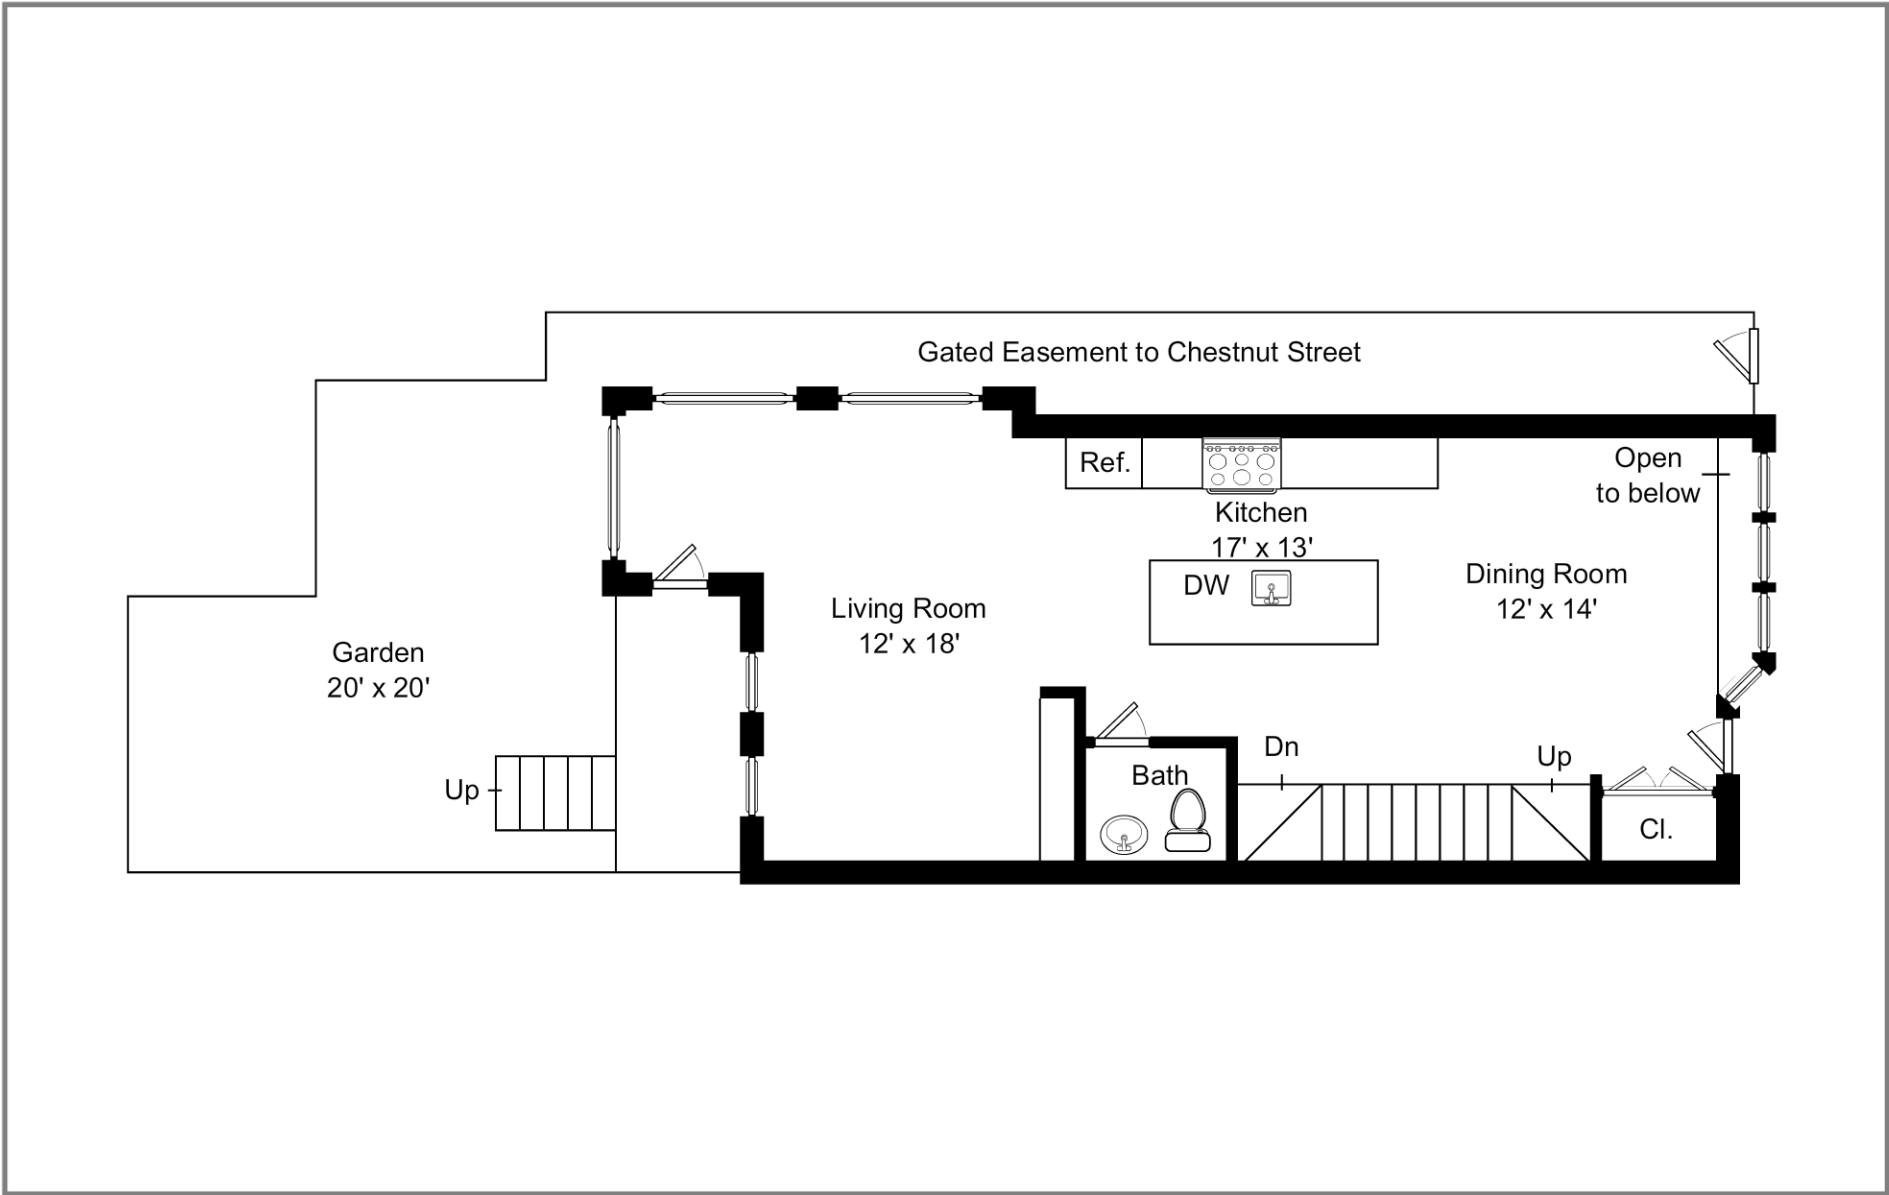 Gated Easement to Chestnut Street
Ref.
Open
to below
Kitchen
17' x 13'
DW
Dining Room
12' x 14'
Living Room
12' x 18'
Garden
20' x 20'
Up
Bath
Dn
Up
Cl.